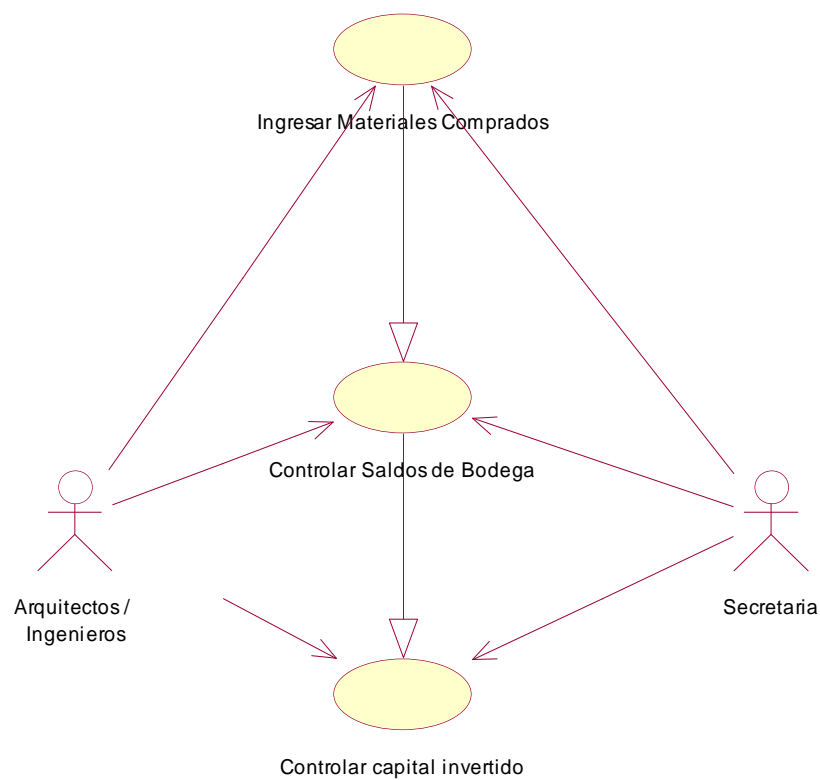 Ingresar Materiales Comprados
Controlar Saldos de Bodega
Arquitectos /
Ingenieros
Secretaria
Controlar capital invertido